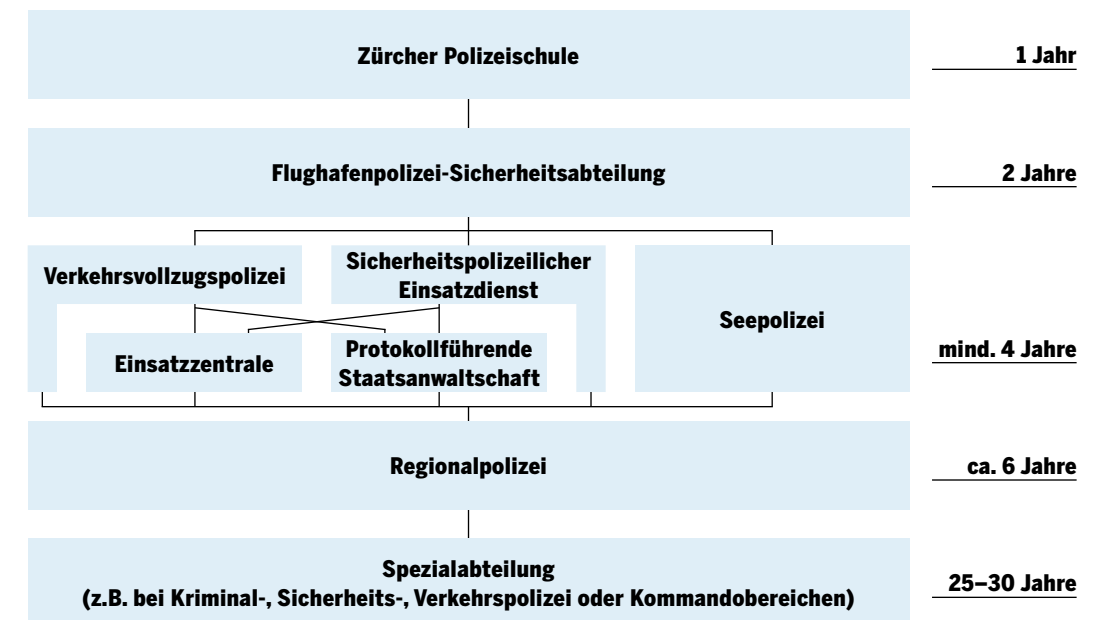 Zürcher Polizeischule
1 Jahr
Flughafenpolizei-Sicherheitsabteilung
2 Jahre
Verkehrsvollzugspolizei
Sicherheitspolizeilicher
Einsatzdienst
Seepolizei
Einsatzzentrale
Protokollführende
Staatsanwaltschaft
mind. 4 Jahre
Regionalpolizei
ca. 6 Jahre
Spezialabteilung
(z.B. bei Kriminal-, Sicherheits-, Verkehrspolizei oder Kommandobereichen)
25–30 Jahre